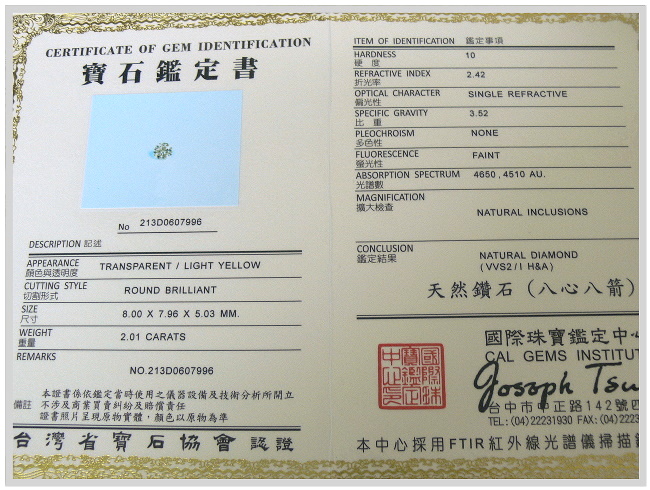 CERTIFICATE OF GEM IDENTIFICATION
寶石鑑定書
No 213D0607996
DESCRIPTION 記述
APPEARANCE TRANSPARENT / LIGHT YELLOW
顏色與透明度
CUTTING STYLE ROUND BRILLIANT
切割形式
SIZE 8.00 X 7.96 X 5.03 MM.
尺寸
WEIGHT 2.01 CARATS
重量
REMARKS NO.213D0607996
備註
本證書係依鑑定當時使用之儀器設備及技術分析所開立
不涉及商業買賣糾紛及賠償責任
證書照片呈現原物實體，顏色以原物為準
台灣省寶石協會認證
ITEM OF IDENTIFICATION 鑑定事項
HARDNESS 10
硬度
REFRACTIVE INDEX 2.42
折光率
OPTICAL CHARACTER SINGLE REFRACTIVE
偏光性
SPECIFIC GRAVITY 3.52
比重
PLEOCHROISM NONE
多色性
FLUORESCENCE FAINT
螢光性
ABSORPTION SPECTRUM 4650 , 4510 AU.
光譜數
MAGNIFICATION
擴大檢查 NATURAL INCLUSIONS
CONCLUSION NATURAL DIAMOND
鑑定結果 (VVS2 / I H&A)
天然鑽石(八心八箭)
國際珠寶鑑定中
CAL GEMS INSTITU
Joseph Tsu
台中市中正路142號四
TEL:(04)22231930 FAX:(04)2222
本中心採用FTIR紅外線光譜儀掃描